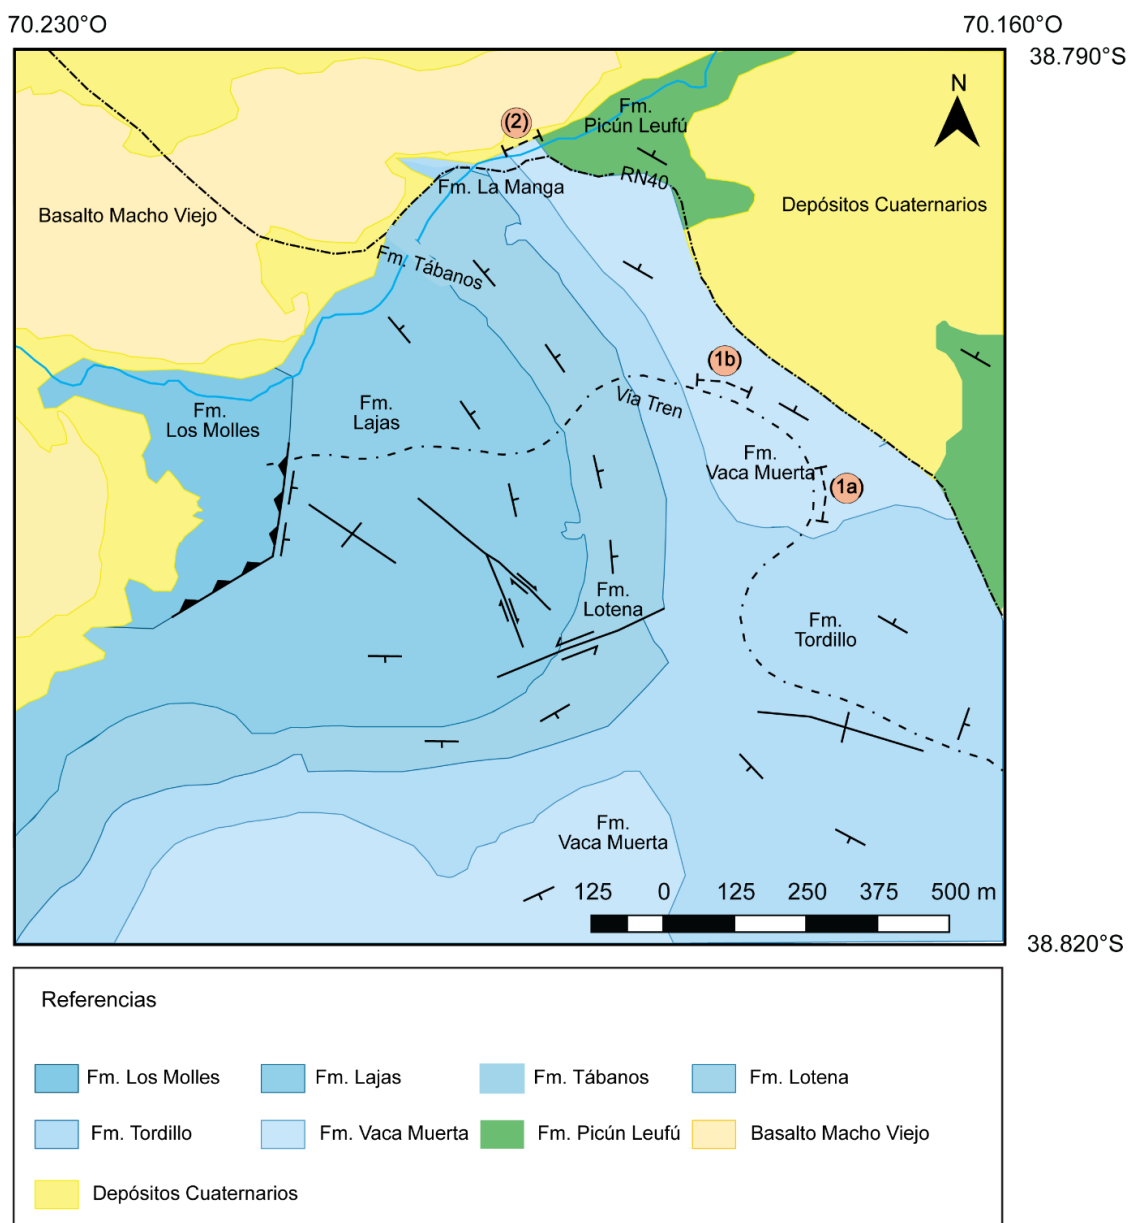 70.230°O
70.160°O
38.790°S
N
(2)
Fm.
Picún Leufú
RN40
Fm. La Manga
Depósitos Cuaternarios
Basalto Macho Viejo
Fm. Tábanos
(1b)
Vía Tren
Fm.
Los Molles
Fm.
Lajas
Fm.
Vaca Muerta
(1a)
Fm.
Lotena
Fm.
Tordillo
Fm.
Vaca Muerta
125 0 125 250 375 500 m
38.820°S
Referencias
Fm. Los Molles
Fm. Lajas
Fm. Tábanos
Fm. Lotena
Fm. Tordillo
Fm. Vaca Muerta
Fm. Picún Leufú
Basalto Macho Viejo
Depósitos Cuaternarios